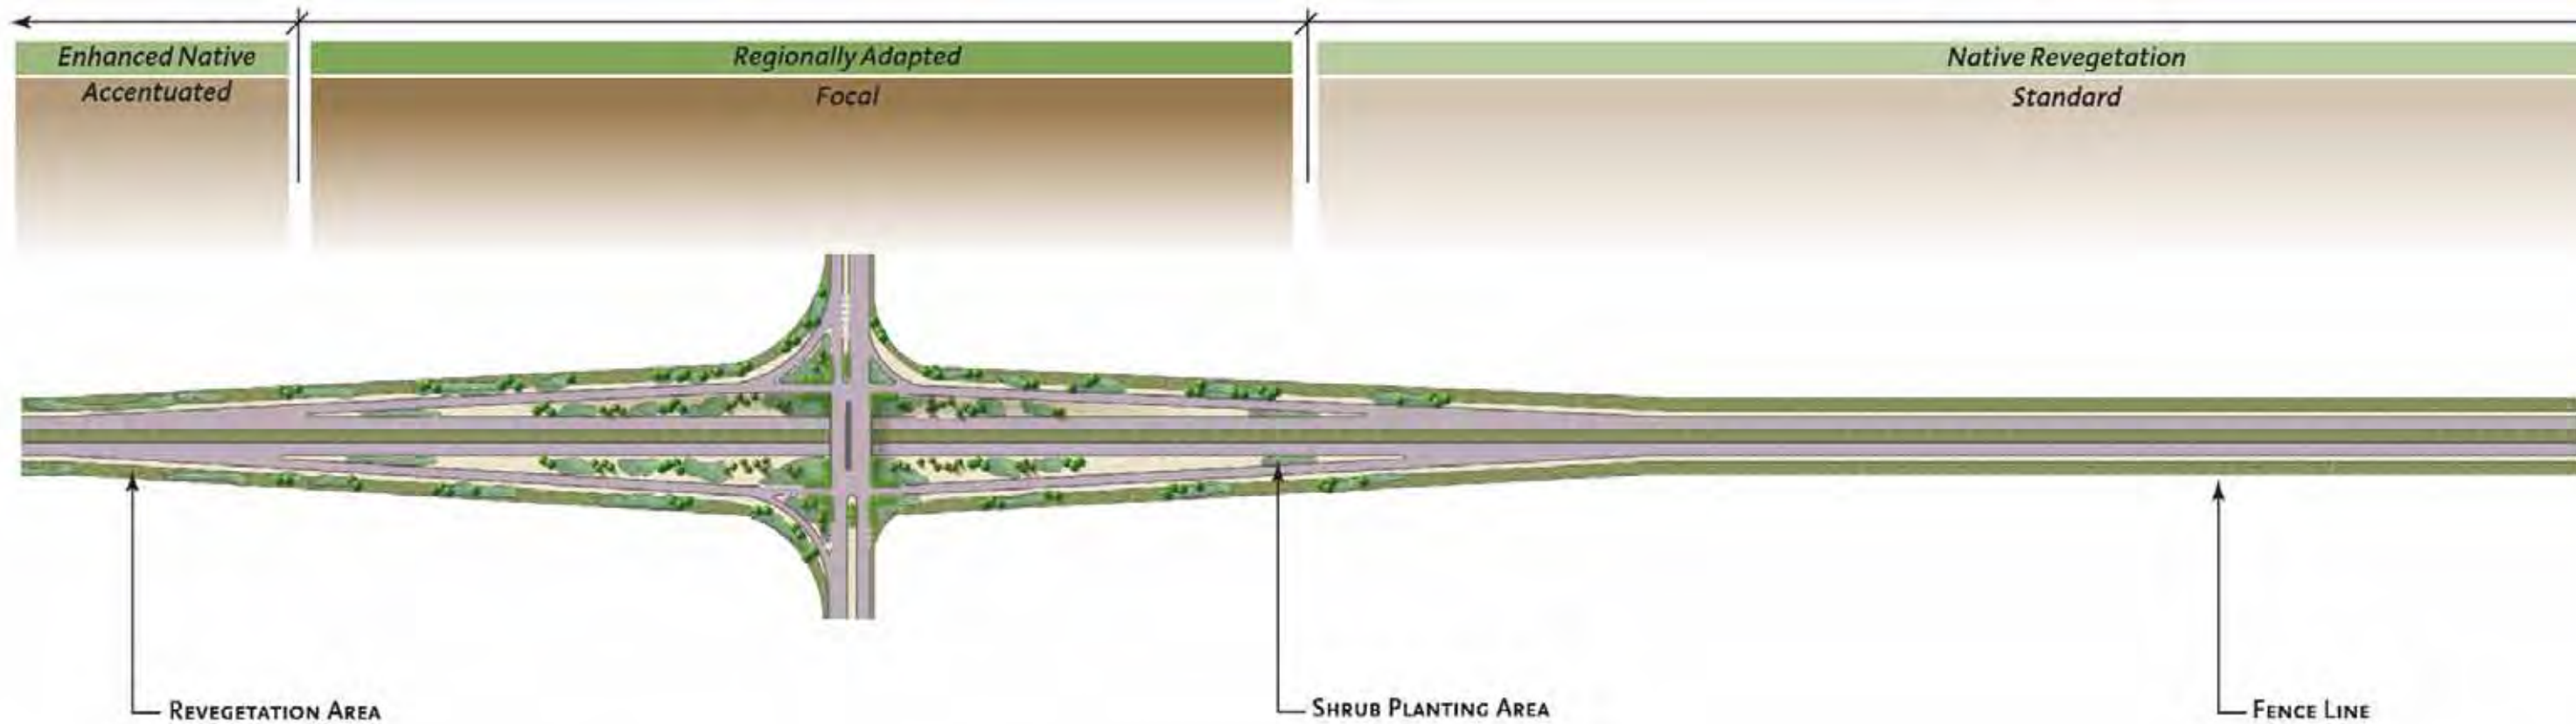 Enhanced Native
Regionally Adapted
Native Revegetation
Accentuated
Focal
Standard
REVEGETATION AREA
SHRUB PLANTING AREA
FENCE LINE